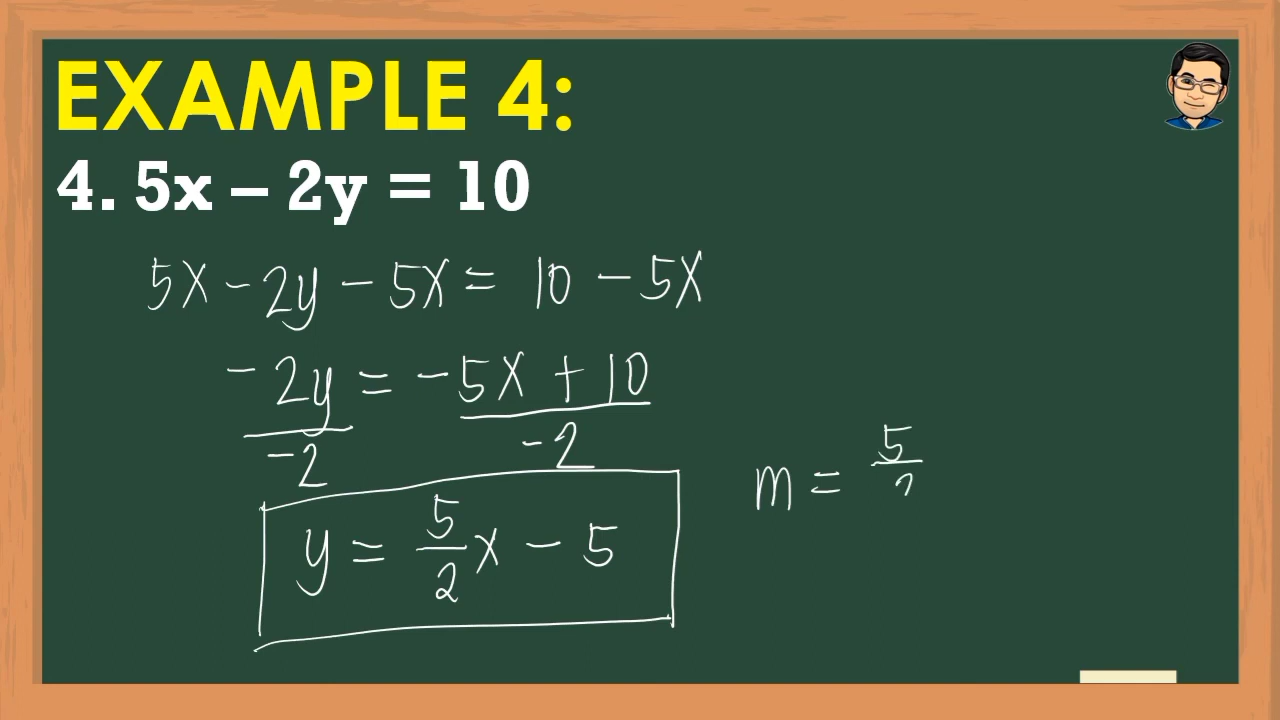 EXAMPLE 4:
4. 5x – 2y = 10
5x - 2y - 5x = 10 - 5x
-2y = -5x + 10
-2 -2
y = 5/2 x - 5
m = 5/2